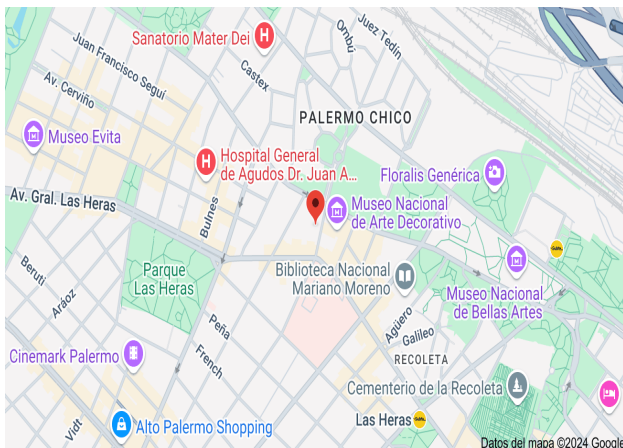 Juez Tedin
Ombú
Sanatorio Mater Dei
Juan Francisco Seguí
Castex
Av. Cerviño
PALERMO CHICO
Museo Evita
Hospital General
de Agudos Dr. Juan A...
Floralis Genérica
Av. Gral. Las Heras
Bulnes
Museo Nacional
de Arte Decorativo
Beruti
Parque
Las Heras
Biblioteca Nacional
Mariano Moreno
Aráoz
Museo Nacional
de Bellas Artes
Peña
Agüero
Galileo
French
Cinemark Palermo
RECOLETA
Cementerio de la Recoleta
Vidt
Alto Palermo Shopping
Las Heras
Datos del mapa ©2024 Google